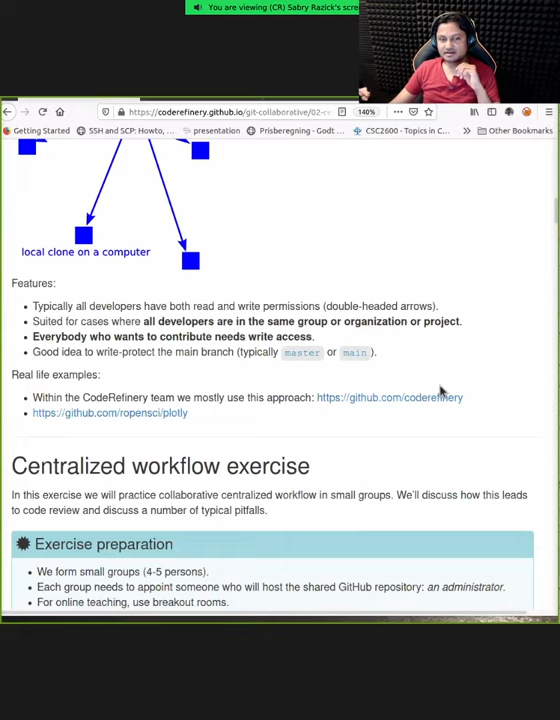 You are viewing (CR) Sabry Razick's scre
https://coderefinery.github.io/git-collaborative/02-ce
140%
Getting Started
SSH and SCP: Howto, ...
presentation
Prisberegning - Godt ...
CSC2600 - Topics in C...
Other Bookmarks
local clone on a computer
Features:
Typically all developers have both read and write permissions (double-headed arrows).
Suited for cases where all developers are in the same group or organization or project.
Everybody who wants to contribute needs write access.
Good idea to write-protect the main branch (typically master or main ).
Real life examples:
Within the CodeRefinery team we mostly use this approach: https://github.com/coderefinery
https://github.com/ropensci/plotly
Centralized workflow exercise
In this exercise we will practice collaborative centralized workflow in small groups. We'll discuss how this leads
to code review and discuss a number of typical pitfalls.
Exercise preparation
We form small groups (4-5 persons).
Each group needs to appoint someone who will host the shared GitHub repository: an administrator.
For online teaching, use breakout rooms.